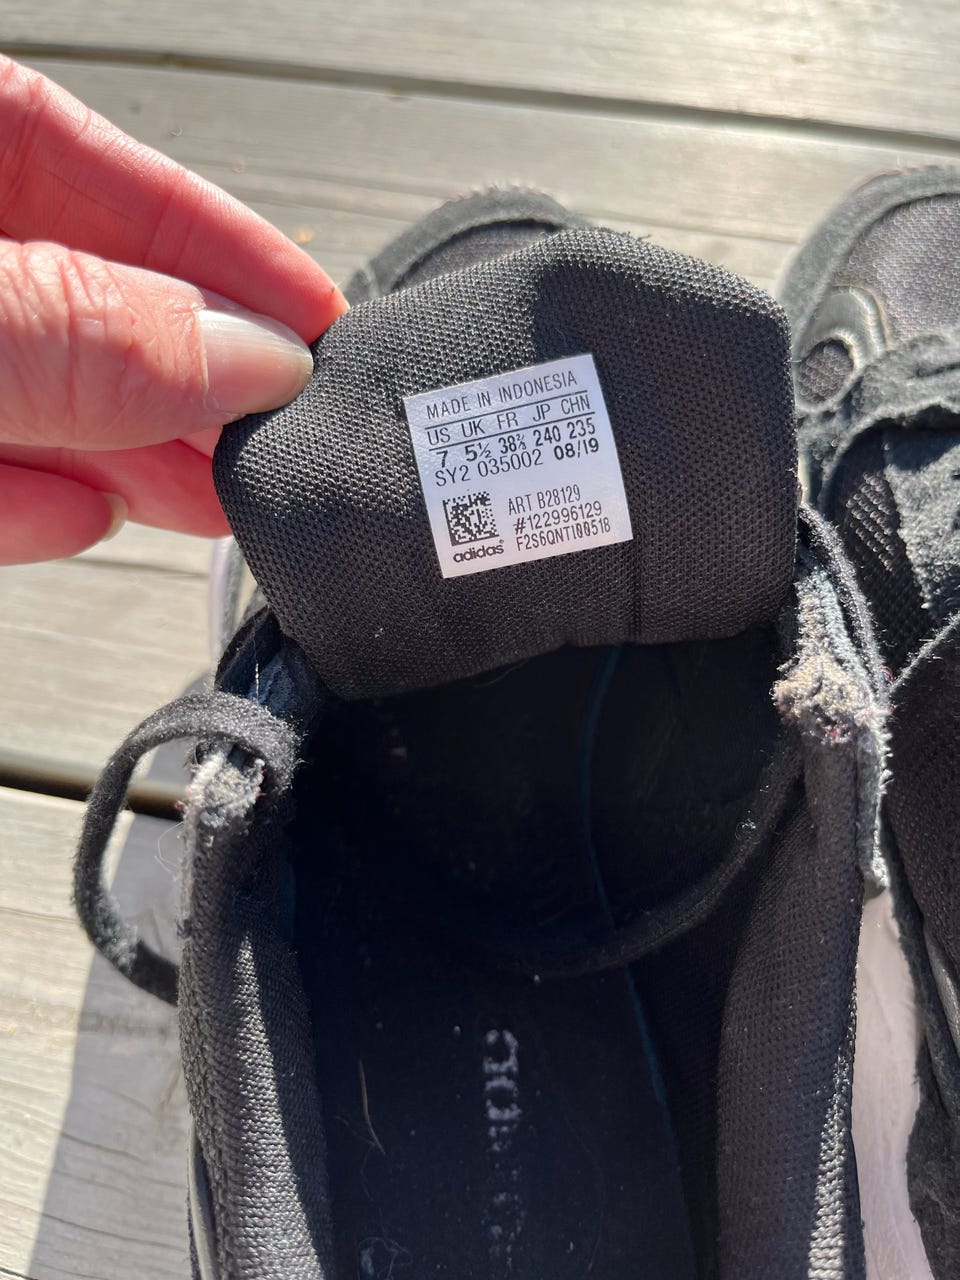 MADE IN INDONESIA
US UK FR JP CHN
7 5½ 38⅔ 240 235
SY2 035002 08/19
ART B28129
#122996129
F2S6QNTI00518
adidas